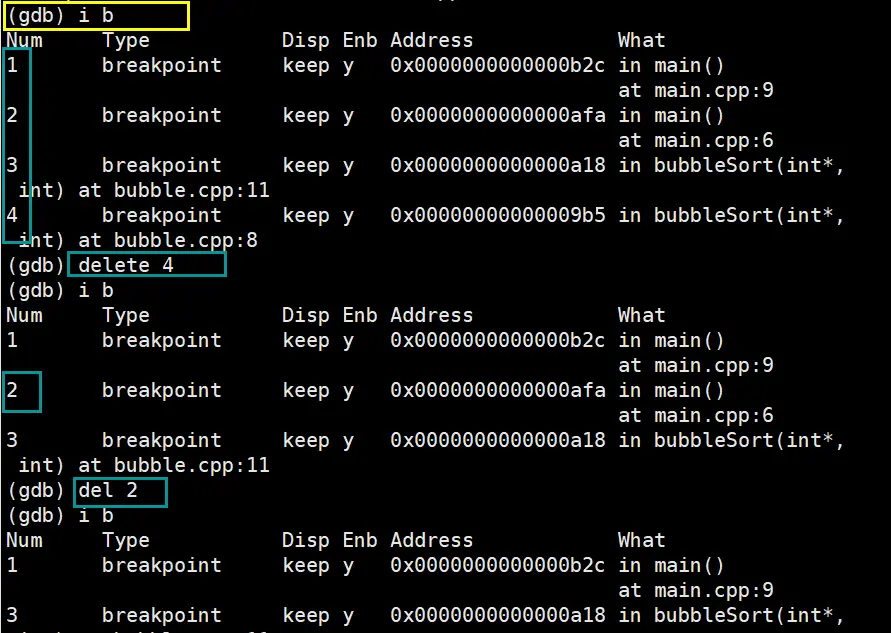 (gdb) i b
Num     Type           Disp Enb Address            What
1       breakpoint     keep y   0x0000000000000b2c in main()
                                                   at main.cpp:9
2       breakpoint     keep y   0x0000000000000afa in main()
                                                   at main.cpp:6
3       breakpoint     keep y   0x0000000000000a18 in bubbleSort(int*,
 int) at bubble.cpp:11
4       breakpoint     keep y   0x00000000000009b5 in bubbleSort(int*,
 int) at bubble.cpp:8
(gdb) delete 4
(gdb) i b
Num     Type           Disp Enb Address            What
1       breakpoint     keep y   0x0000000000000b2c in main()
                                                   at main.cpp:9
2       breakpoint     keep y   0x0000000000000afa in main()
                                                   at main.cpp:6
3       breakpoint     keep y   0x0000000000000a18 in bubbleSort(int*,
 int) at bubble.cpp:11
(gdb) del 2
(gdb) i b
Num     Type           Disp Enb Address            What
1       breakpoint     keep y   0x0000000000000b2c in main()
                                                   at main.cpp:9
3       breakpoint     keep y   0x0000000000000a18 in bubbleSort(int*,